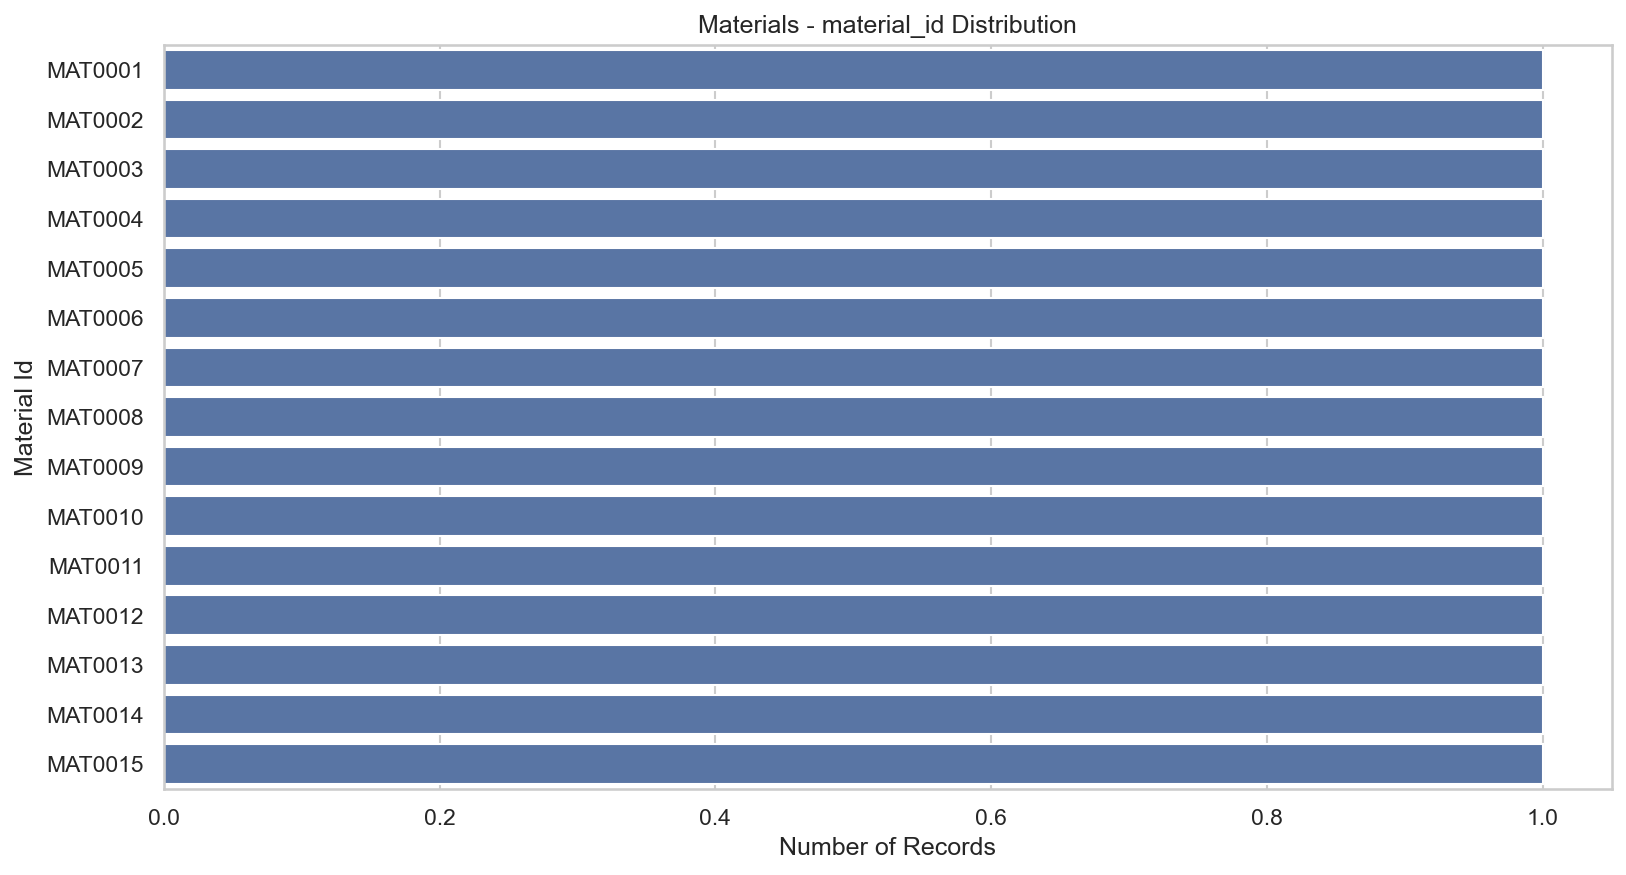 Materials - material_id Distribution
Material Id
MAT0001
MAT0002
MAT0003
MAT0004
MAT0005
MAT0006
MAT0007
MAT0008
MAT0009
MAT0010
MAT0011
MAT0012
MAT0013
MAT0014
MAT0015
0.0 0.2 0.4 0.6 0.8 1.0
Number of Records